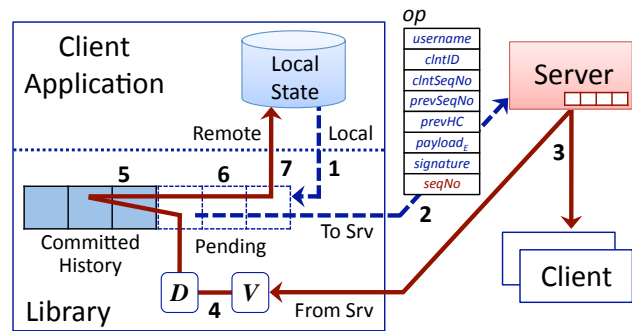 Client
Application
Local
State
Remote
Local
5
6
7
1
Committed
History
Pending
To Srv
D
4
V
From Srv
Library
op
username
clntID
clntSeqNo
prevSeqNo
prevHC
payload_E
signature
seqNo
2
Server
3
Client